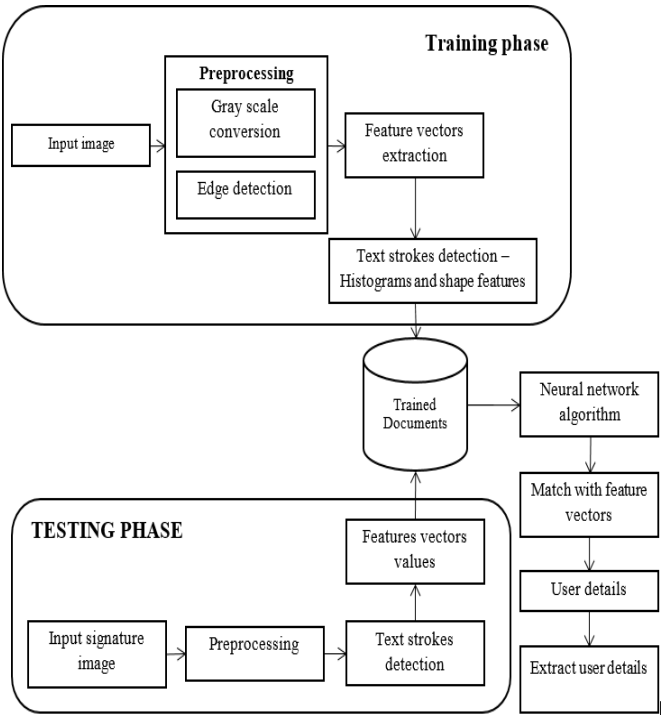 Training phase
Preprocessing
Gray scale
conversion
Input image
Edge detection
Feature vectors
extraction
Text strokes detection –
Histograms and shape features
Trained
Documents
Neural network
algorithm
Match with feature
vectors
User details
Extract user details
TESTING PHASE
Features vectors
values
Input signature
image
Preprocessing
Text strokes
detection